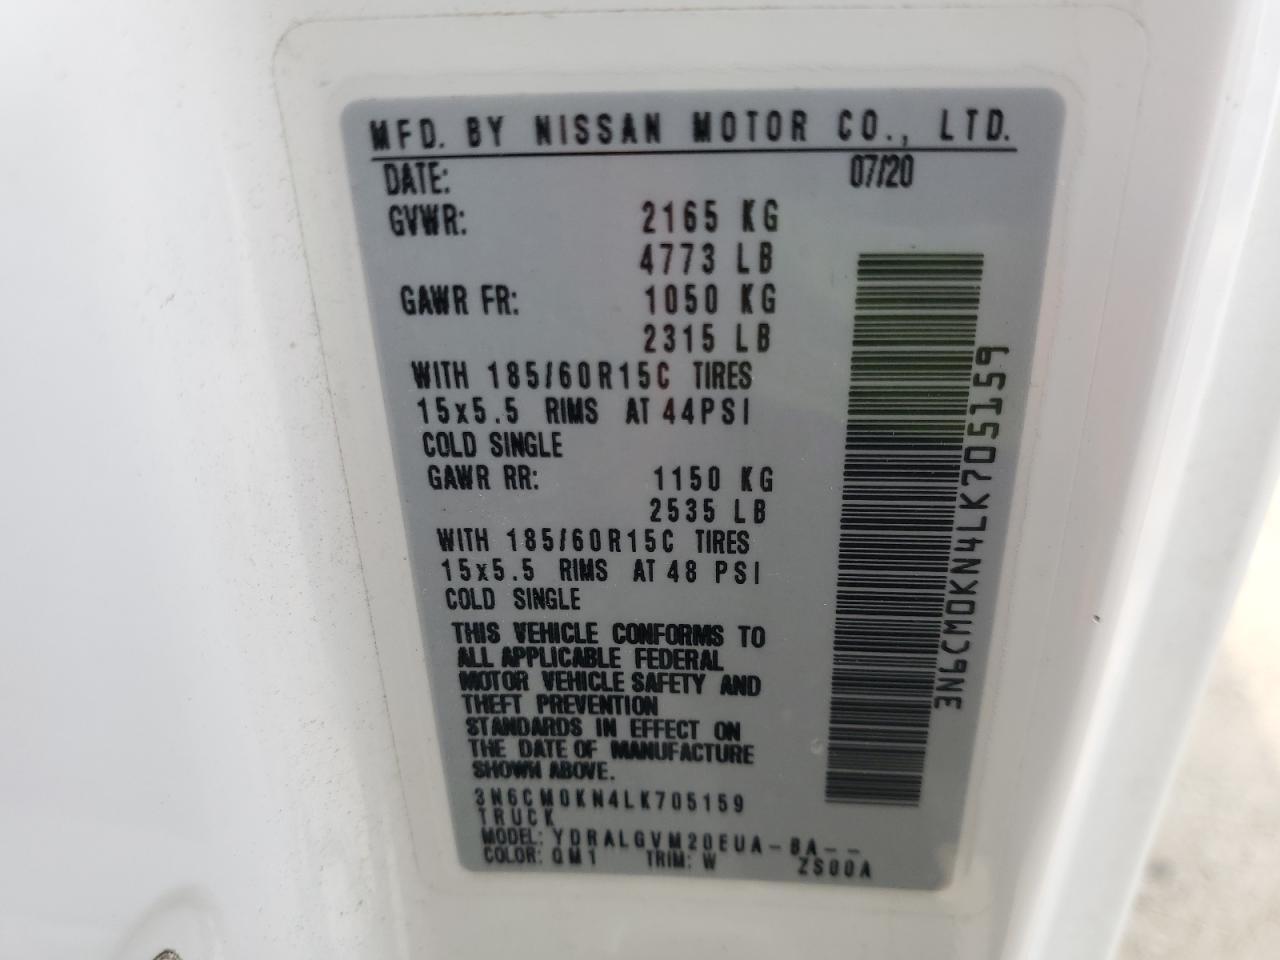 MFD. BY NISSAN MOTOR CO., LTD.
DATE: 07/20
GVWR: 2165 KG
4773 LB
GAWR FR: 1050 KG
2315 LB
WITH 185/60R15C TIRES
15x5.5 RIMS AT 44PSI
COLD SINGLE
GAWR RR: 1150 KG
2535 LB
WITH 185/60R15C TIRES
15x5.5 RIMS AT 48 PSI
COLD SINGLE
THIS VEHICLE CONFORMS TO
ALL APPLICABLE FEDERAL
MOTOR VEHICLE SAFETY AND
THEFT PREVENTION
STANDARDS IN EFFECT ON
THE DATE OF MANUFACTURE
SHOWN ABOVE.
3N6CM0KN4LK705159
TRUCK
MODEL: YDRALGVM20EUA-BA--
COLOR: QM1 TRIM: W ZS00A
3N6CM0KN4LK705159